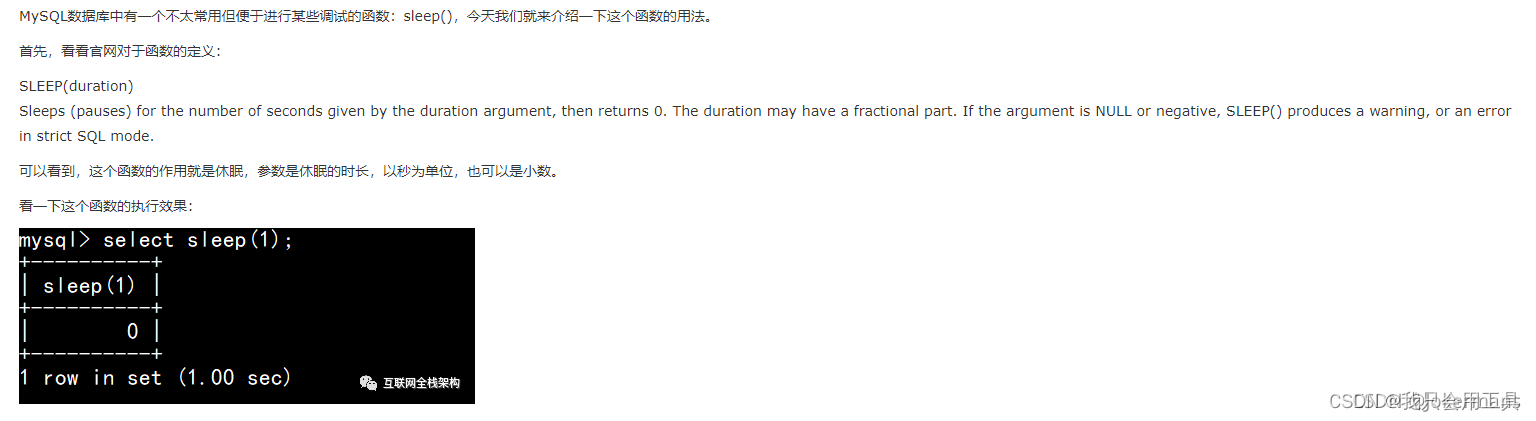 MySQL数据库中有一个不太常用但便于进行某些调试的函数：sleep()，今天我们就来介绍一下这个函数的用法。
首先，看看官网对于函数的定义：
SLEEP(duration)
Sleeps (pauses) for the number of seconds given by the duration argument, then returns 0. The duration may have a fractional part. If the argument is NULL or negative, SLEEP() produces a warning, or an error
in strict SQL mode.
可以看到，这个函数的作用就是休眠，参数是休眠的时长，以秒为单位，也可以是小数。
看一下这个函数的执行效果：
mysql> select sleep(1);
+----------+
| sleep(1) |
+----------+
| 0 |
+----------+
1 row in set (1.00 sec)
互联网全栈架构